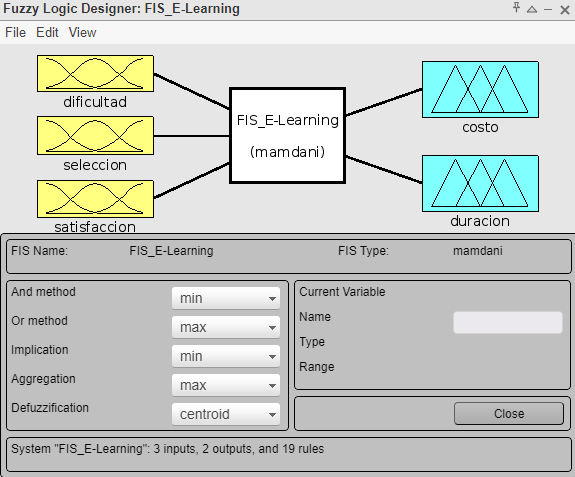 Fuzzy Logic Designer: FIS_E-Learning
File Edit View
dificultad
seleccion
satisfaccion
FIS_E-Learning
(mamdani)
costo
duracion
FIS Name: FIS_E-Learning FIS Type: mamdani
And method min
Or method max
Implication min
Aggregation max
Defuzzification centroid
Current Variable
Name
Type
Range
Close
System "FIS_E-Learning": 3 inputs, 2 outputs, and 19 rules